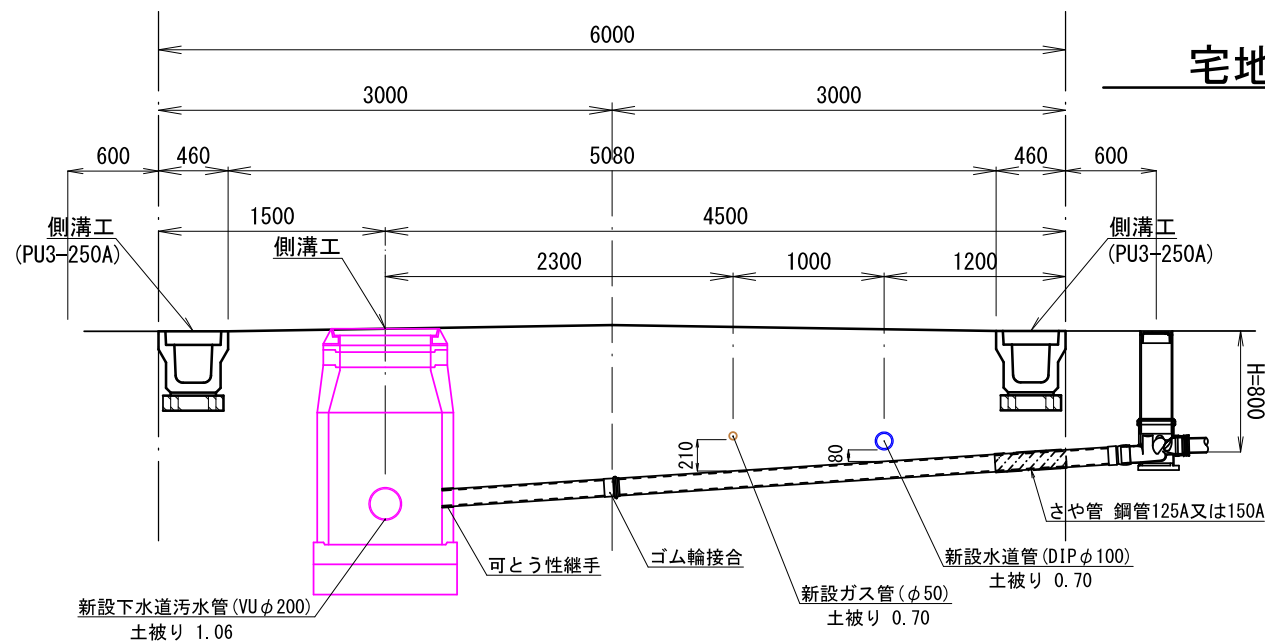 6000
宅地
3000
3000
600
460
5080
460
600
側溝工
(PU3-250A)
1500
側溝工
4500
側溝工
(PU3-250A)
2300
1000
1200
H=800
210
80
さや管 鋼管125A又は150A
可とう性継手
ゴム輪接合
新設水道管(DIPφ100)
土被り 0.70
新設ガス管(φ50)
土被り 0.70
新設下水道汚水管(VUφ200)
土被り 1.06